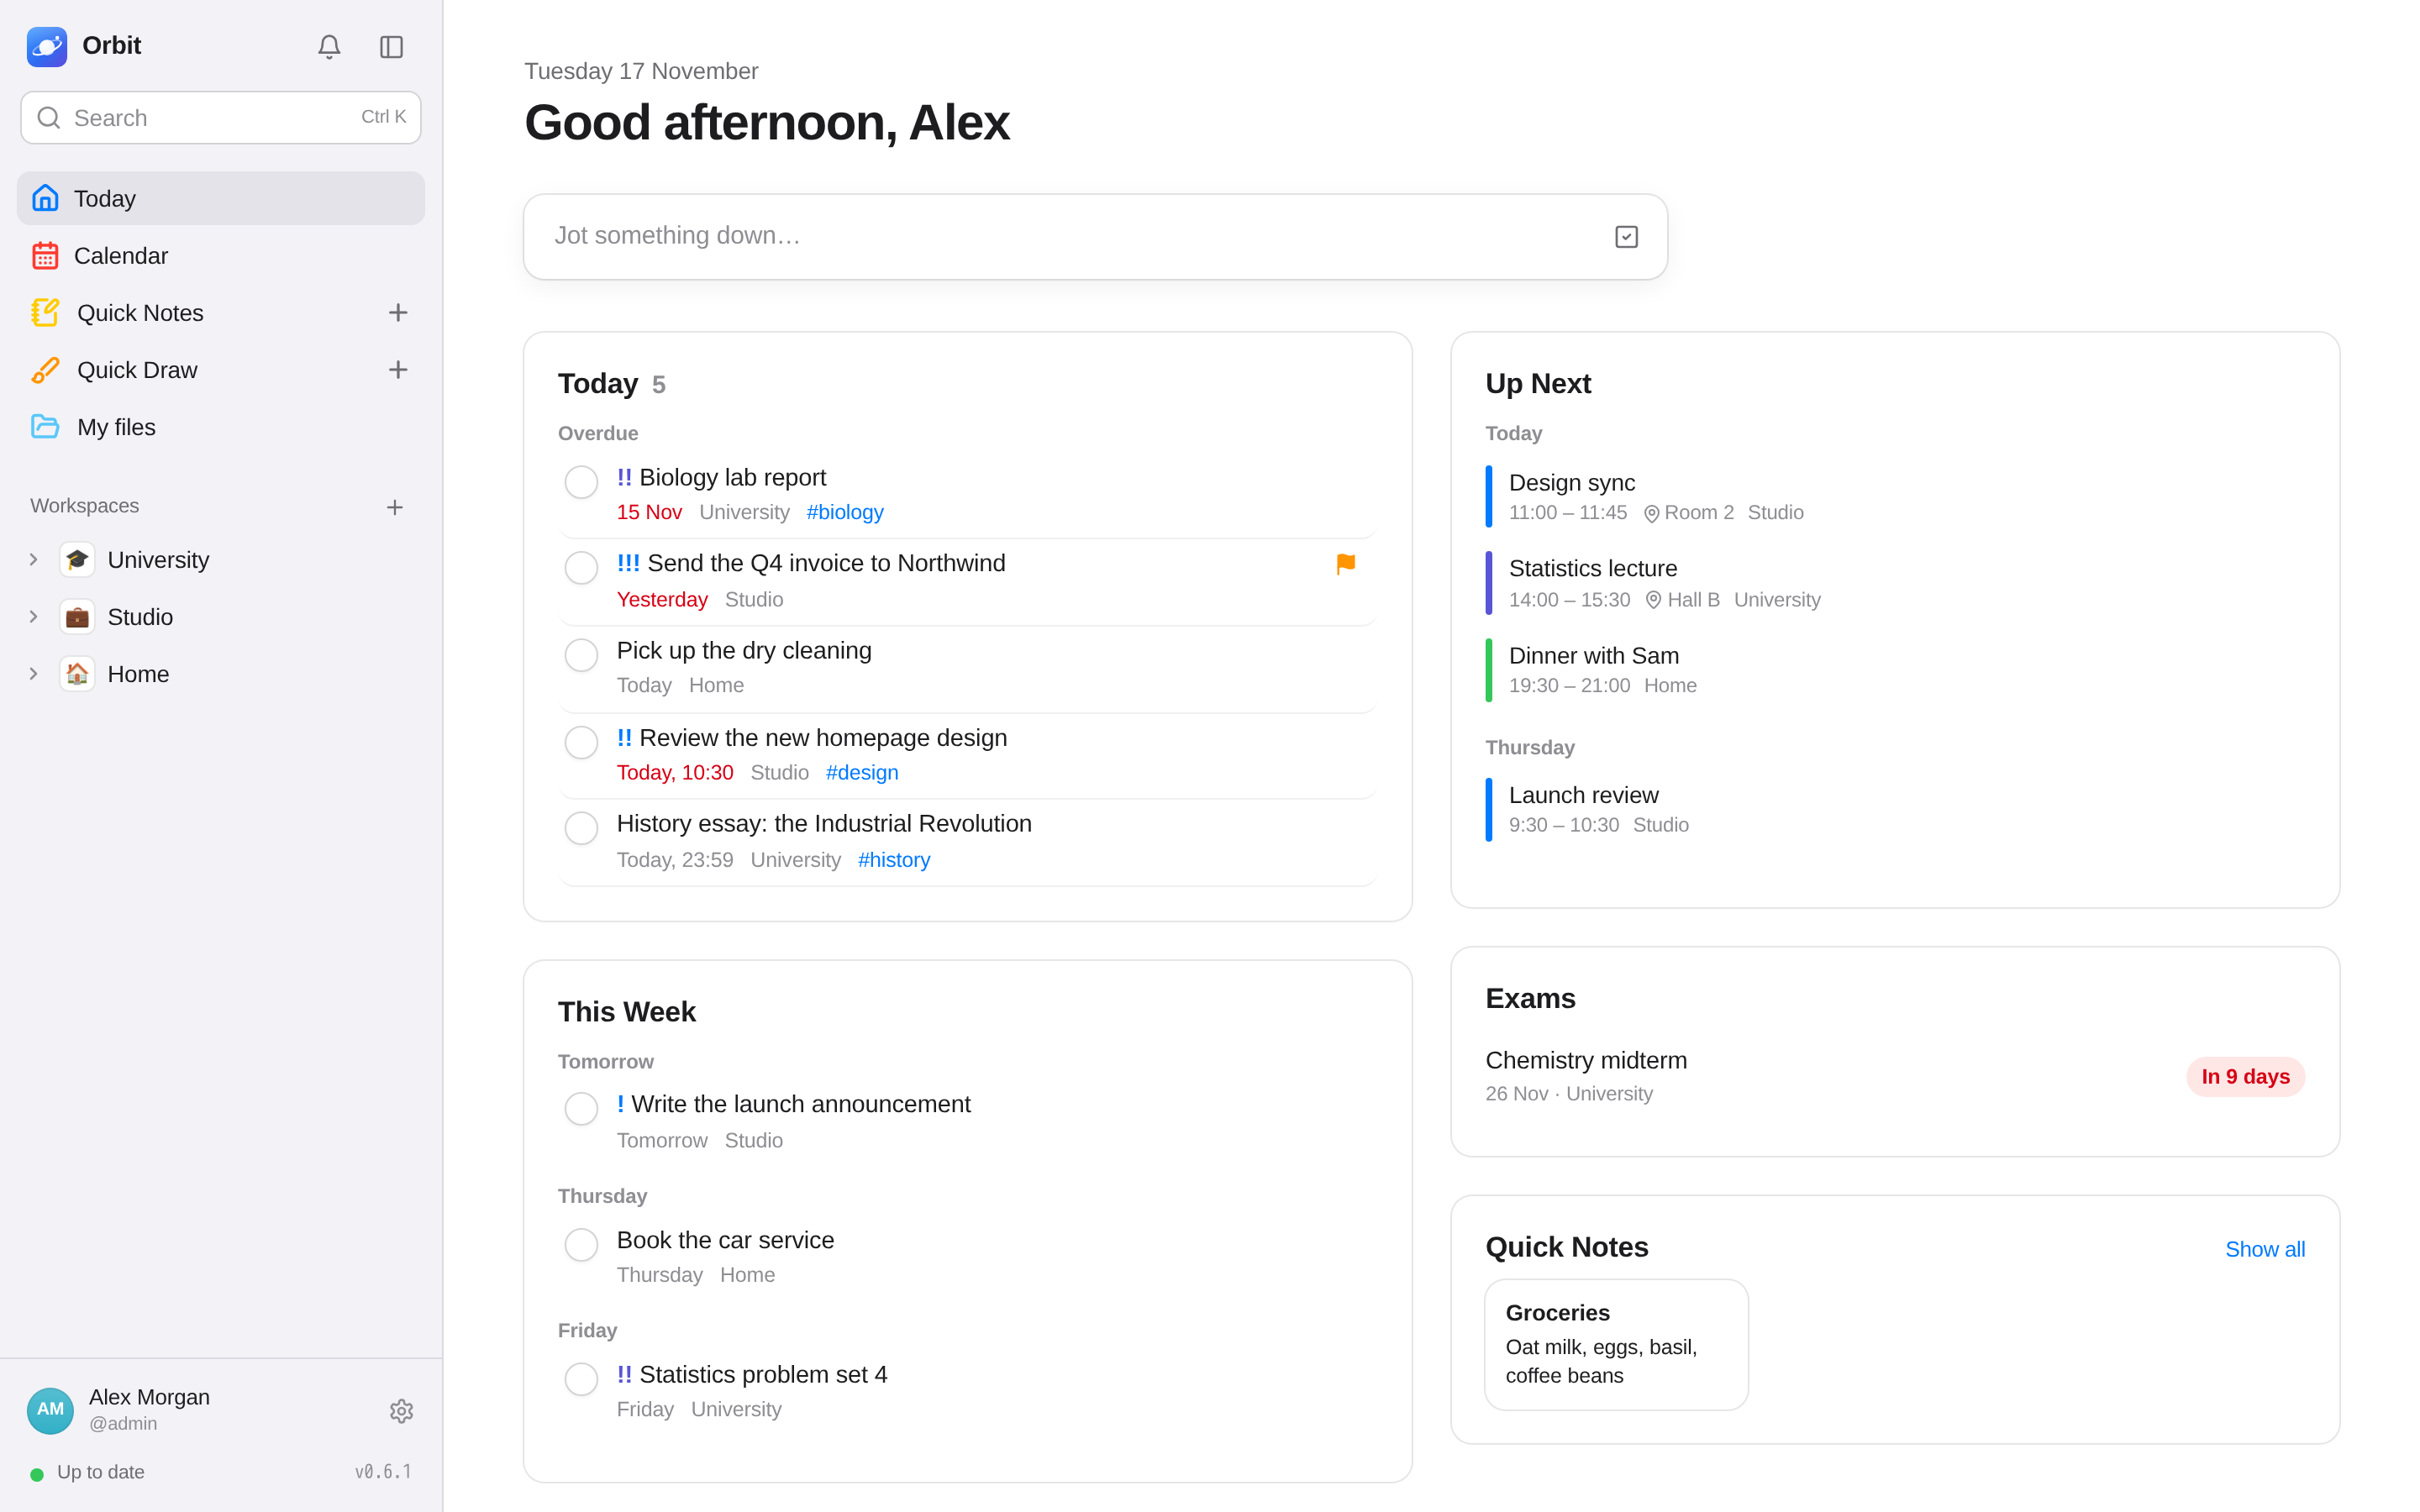 Orbit
Search Ctrl K
Today
Calendar
Quick Notes
Quick Draw
My files
Workspaces
University
Studio
Home
Alex Morgan
@admin
AM
Up to date v0.6.1
Tuesday 17 November
Good afternoon, Alex
Jot something down…
Today 5
Overdue
!! Biology lab report
15 Nov University #biology
!!! Send the Q4 invoice to Northwind
Yesterday Studio
Pick up the dry cleaning
Today Home
!! Review the new homepage design
Today, 10:30 Studio #design
History essay: the Industrial Revolution
Today, 23:59 University #history
This Week
Tomorrow
! Write the launch announcement
Tomorrow Studio
Thursday
Book the car service
Thursday Home
Friday
!! Statistics problem set 4
Friday University
Up Next
Today
Design sync
11:00 – 11:45 Room 2 Studio
Statistics lecture
14:00 – 15:30 Hall B University
Dinner with Sam
19:30 – 21:00 Home
Thursday
Launch review
9:30 – 10:30 Studio
Exams
Chemistry midterm
26 Nov · University
In 9 days
Quick Notes Show all
Groceries
Oat milk, eggs, basil,
coffee beans